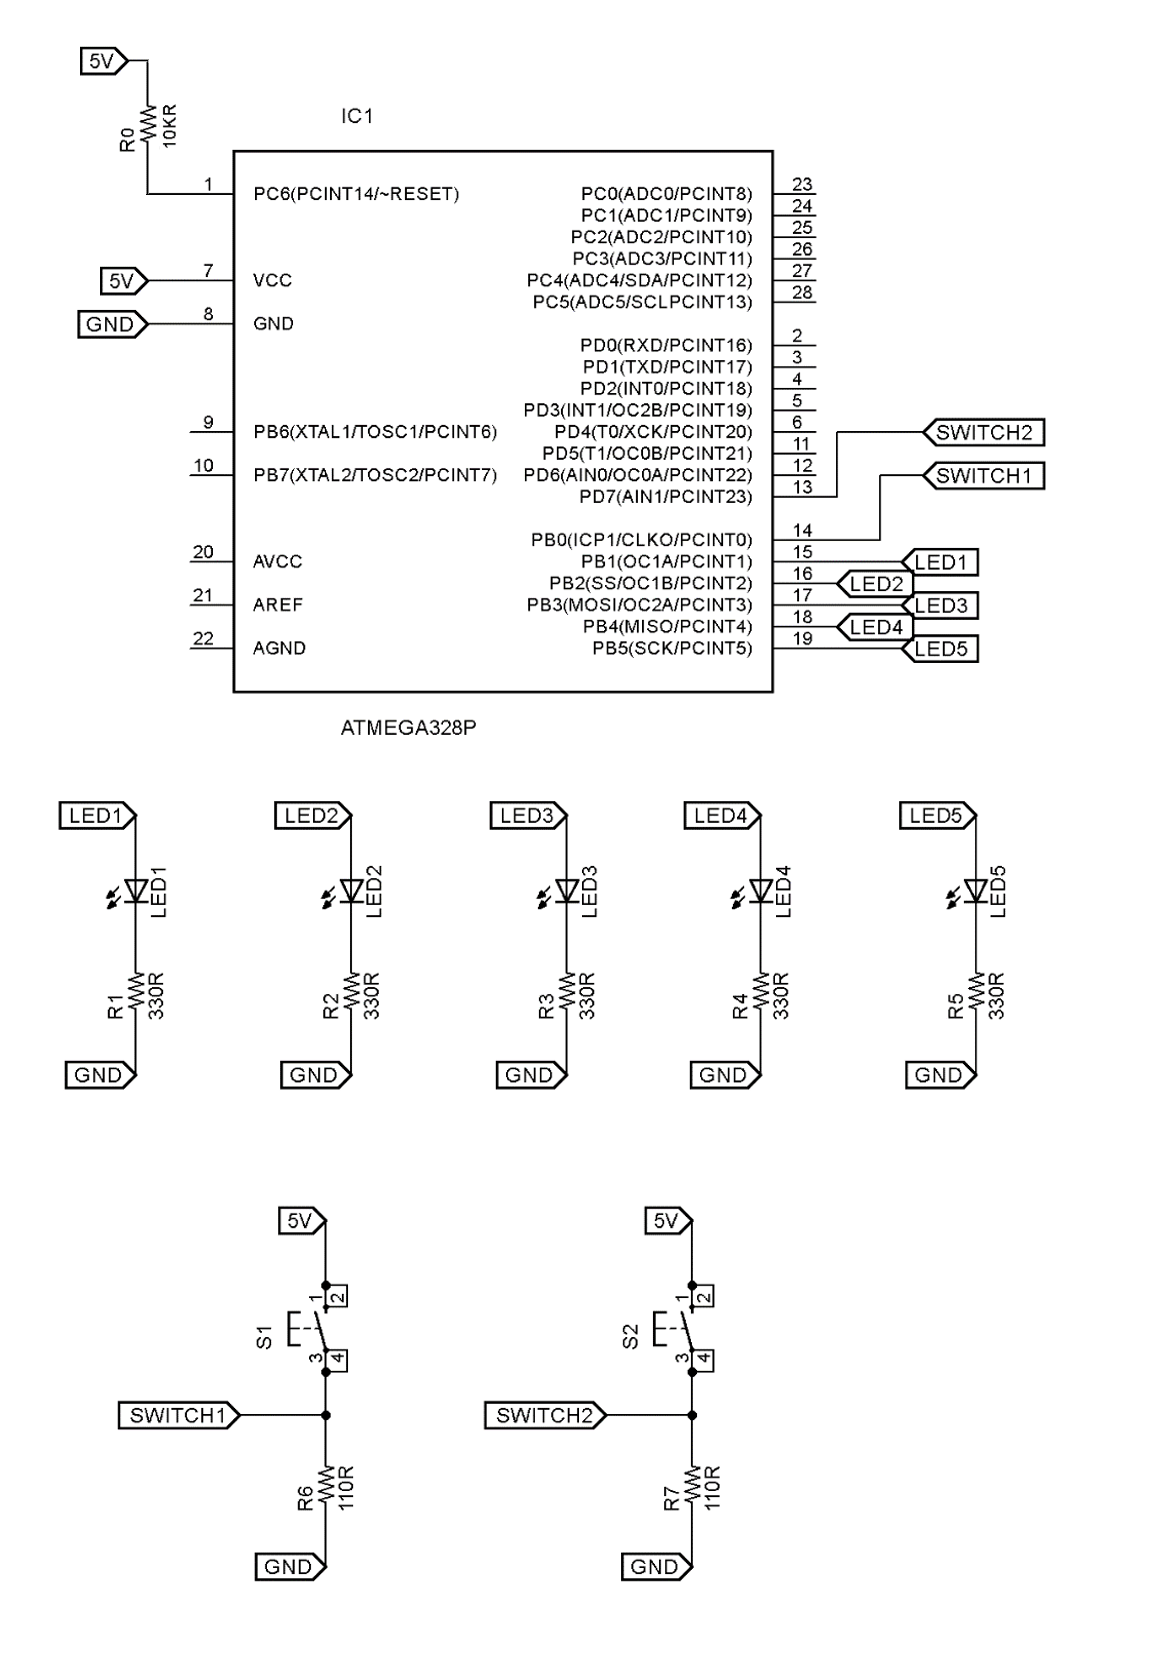 5V
R0
10KR
IC1
1 PC6(PCINT14/~RESET)
5V 7 VCC
GND 8 GND
9 PB6(XTAL1/TOSC1/PCINT6)
10 PB7(XTAL2/TOSC2/PCINT7)
20 AVCC
21 AREF
22 AGND
PC0(ADC0/PCINT8) 23
PC1(ADC1/PCINT9) 24
PC2(ADC2/PCINT10) 25
PC3(ADC3/PCINT11) 26
PC4(ADC4/SDA/PCINT12) 27
PC5(ADC5/SCLPCINT13) 28
PD0(RXD/PCINT16) 2
PD1(TXD/PCINT17) 3
PD2(INT0/PCINT18) 4
PD3(INT1/OC2B/PCINT19) 5
PD4(T0/XCK/PCINT20) 6
PD5(T1/OC0B/PCINT21) 11
PD6(AIN0/OC0A/PCINT22) 12
PD7(AIN1/PCINT23) 13
SWITCH2
SWITCH1
PB0(ICP1/CLKO/PCINT0) 14
PB1(OC1A/PCINT1) 15 LED1
PB2(SS/OC1B/PCINT2) 16 LED2
PB3(MOSI/OC2A/PCINT3) 17 LED3
PB4(MISO/PCINT4) 18 LED4
PB5(SCK/PCINT5) 19 LED5
ATMEGA328P
LED1
LED1
R1
330R
GND
LED2
LED2
R2
330R
GND
LED3
LED3
R3
330R
GND
LED4
LED4
R4
330R
GND
LED5
LED5
R5
330R
GND
5V
1 2
S1
3 4
SWITCH1
R6
110R
GND
5V
1 2
S2
3 4
SWITCH2
R7
110R
GND